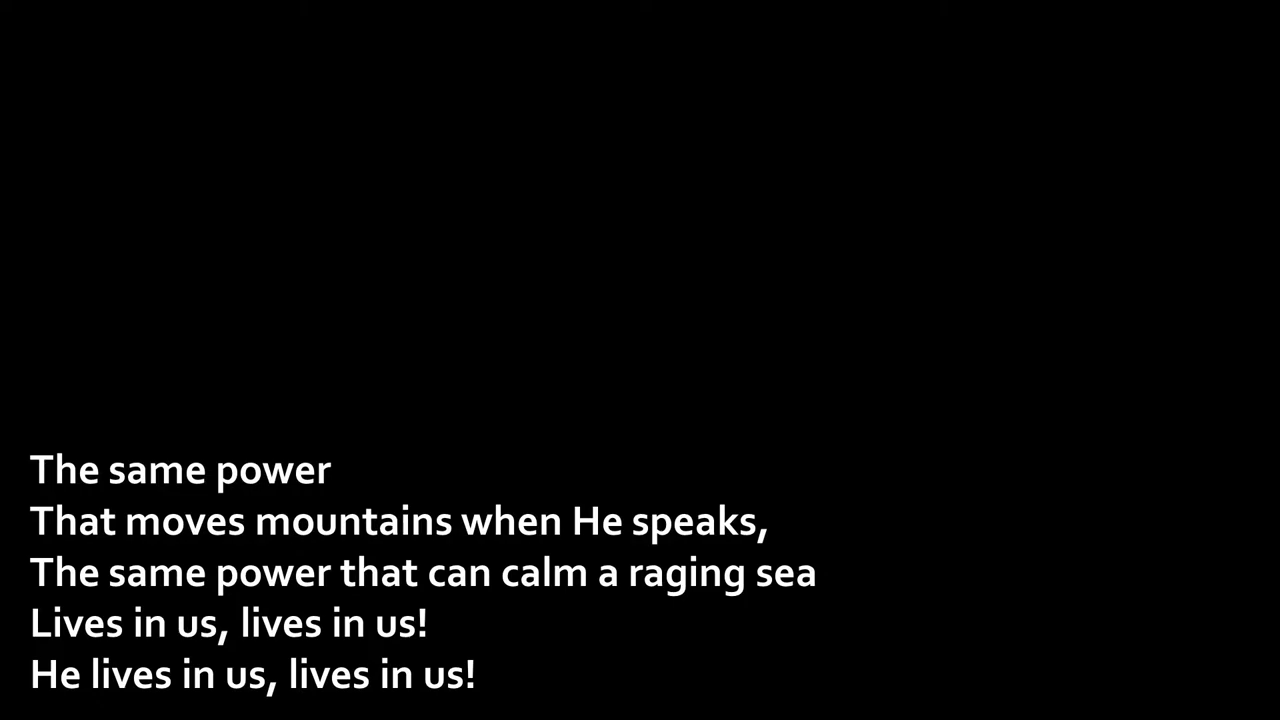 The same power
That moves mountains when He speaks,
The same power that can calm a raging sea
Lives in us, lives in us!
He lives in us, lives in us!